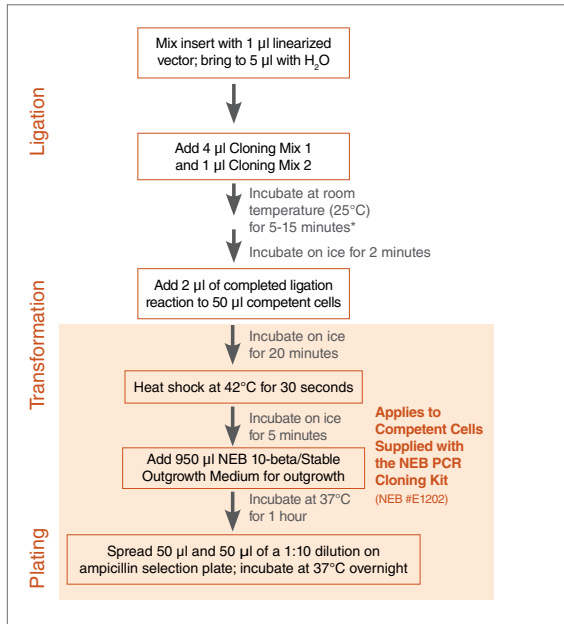 Ligation
Mix insert with 1 µl linearized
vector; bring to 5 µl with H₂O
Add 4 µl Cloning Mix 1
and 1 µl Cloning Mix 2
Incubate at room
temperature (25°C)
for 5-15 minutes*
Incubate on ice for 2 minutes
Transformation
Add 2 µl of completed ligation
reaction to 50 µl competent cells
Incubate on ice
for 20 minutes
Heat shock at 42°C for 30 seconds
Incubate on ice
for 5 minutes
Add 950 µl NEB 10-beta/Stable
Outgrowth Medium for outgrowth
Applies to
Competent Cells
Supplied with
the NEB PCR
Cloning Kit
(NEB #E1202)
Incubate at 37°C
for 1 hour
Plating
Spread 50 µl and 50 µl of a 1:10 dilution on
ampicillin selection plate; incubate at 37°C overnight